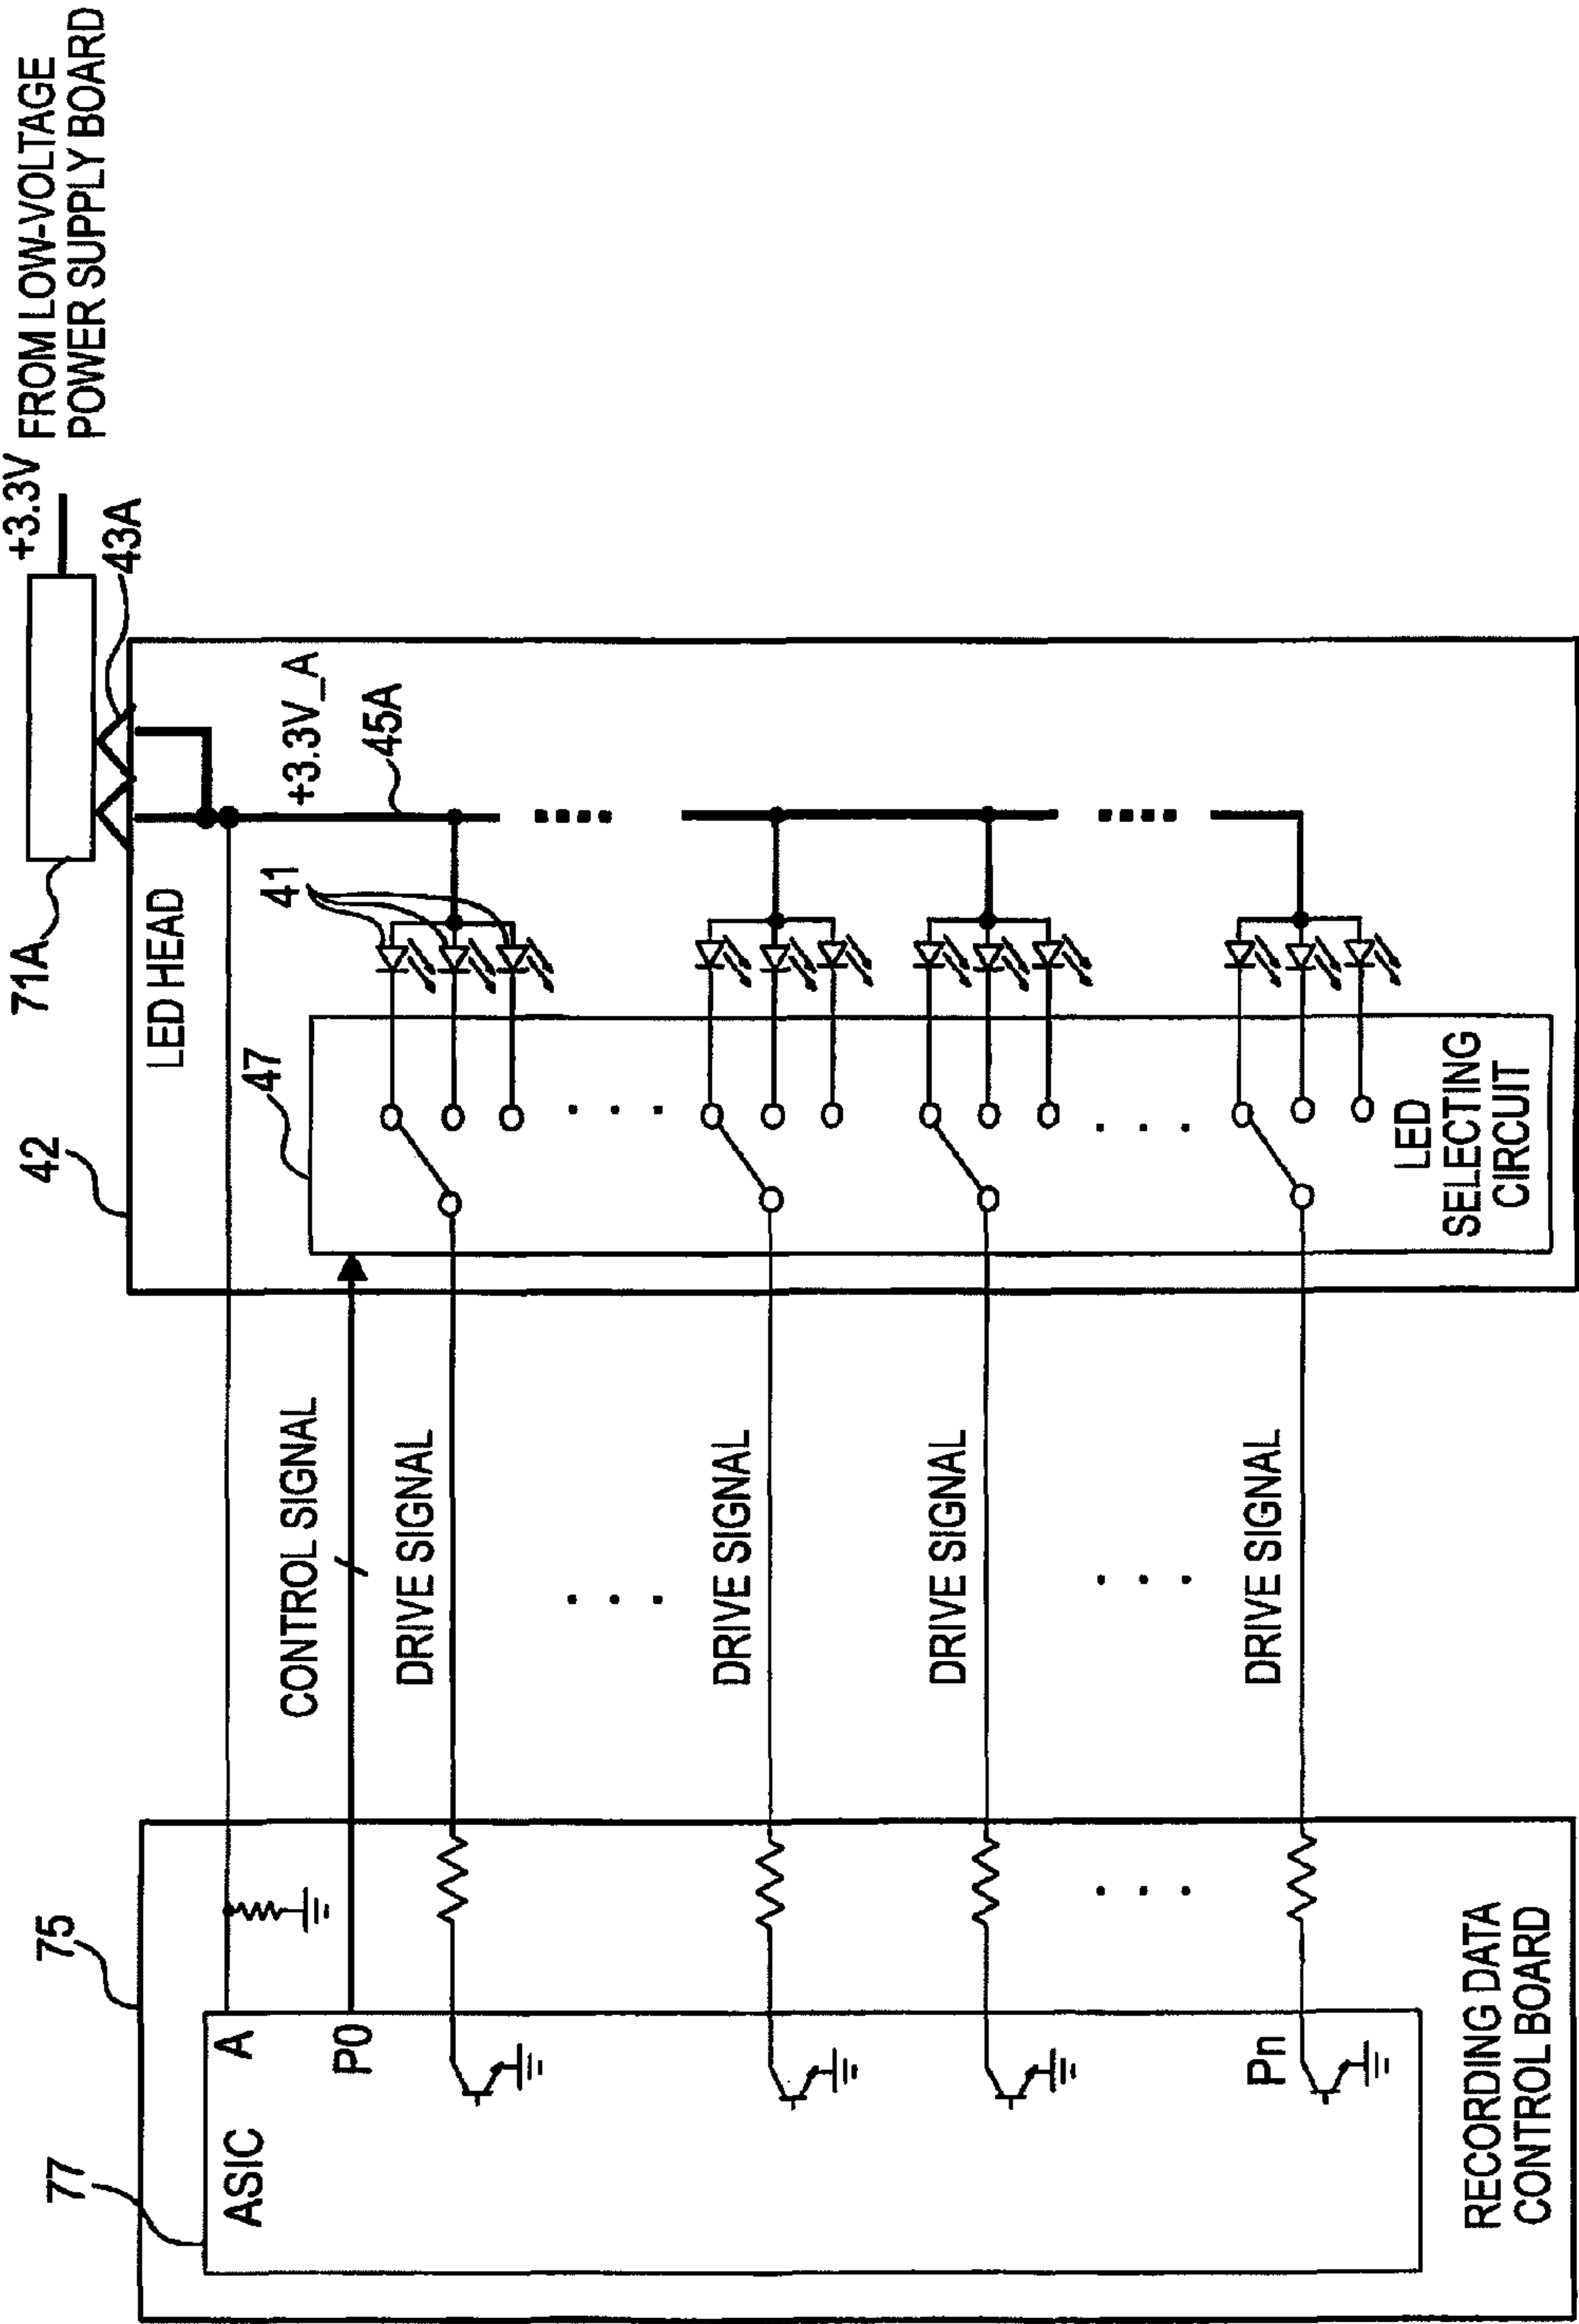 75
77
ASIC
A
P0
Pn
RECORDING DATA
CONTROL BOARD
CONTROL SIGNAL
DRIVE SIGNAL
DRIVE SIGNAL
DRIVE SIGNAL
DRIVE SIGNAL
42
LED HEAD
47
LED
SELECTING
CIRCUIT
41
71A
+3.3V
FROM LOW-VOLTAGE
POWER SUPPLY BOARD
43A
+3.3V_A
45A